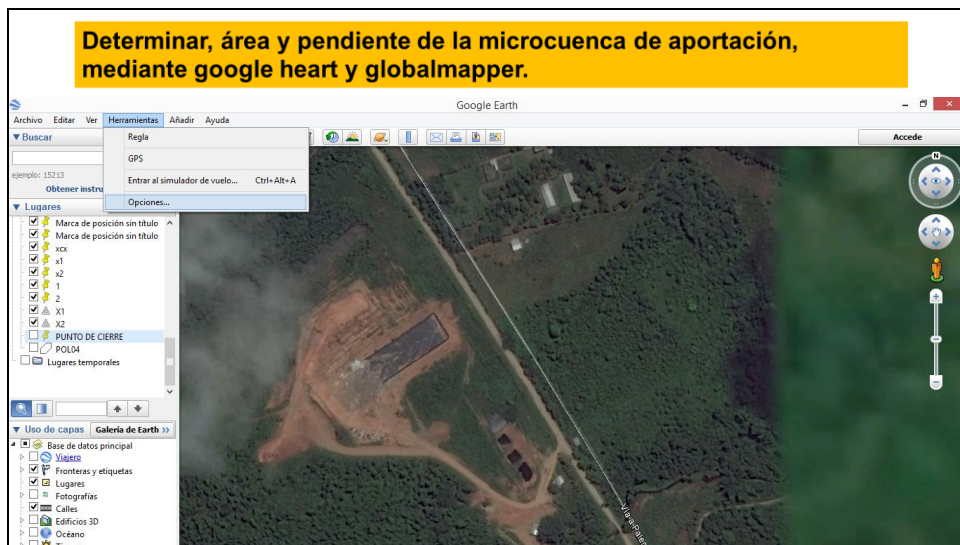 Determinar, área y pendiente de la microcuenca de aportación,
mediante google heart y globalmapper.
Google Earth
Archivo Editar Ver Herramientas Añadir Ayuda
Buscar
Regla
GPS
Entrar al simulador de vuelo... Ctrl+Alt+A
Opciones...
Accede
ejemplo: 15213
Obtener instru
Lugares
Marca de posición sin título
Marca de posición sin título
xcx
x1
x2
1
2
X1
X2
PUNTO DE CIERRE
POL04
Lugares temporales
Uso de capas Galería de Earth >>
Base de datos principal
Viajero
Fronteras y etiquetas
Lugares
Fotografías
Calles
Edificios 3D
Océano
N